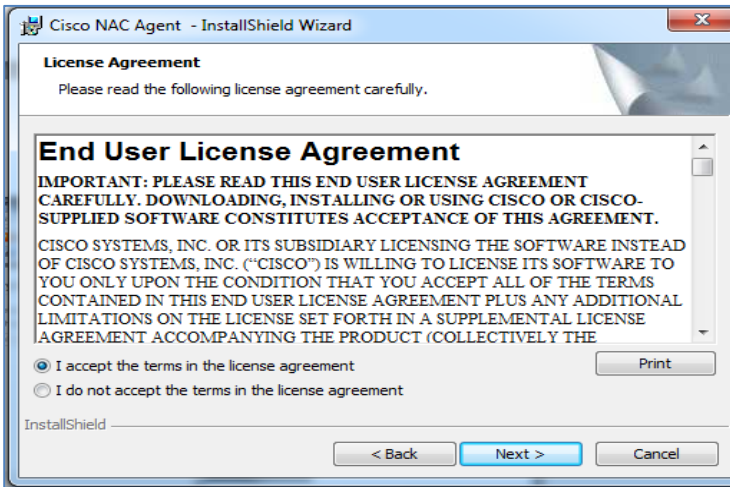 Cisco NAC Agent - InstallShield Wizard
License Agreement
Please read the following license agreement carefully.
End User License Agreement
IMPORTANT: PLEASE READ THIS END USER LICENSE AGREEMENT
CAREFULLY. DOWNLOADING, INSTALLING OR USING CISCO OR CISCO-
SUPPLIED SOFTWARE CONSTITUTES ACCEPTANCE OF THIS AGREEMENT.
CISCO SYSTEMS, INC. OR ITS SUBSIDIARY LICENSING THE SOFTWARE INSTEAD
OF CISCO SYSTEMS, INC. (“CISCO”) IS WILLING TO LICENSE ITS SOFTWARE TO
YOU ONLY UPON THE CONDITION THAT YOU ACCEPT ALL OF THE TERMS
CONTAINED IN THIS END USER LICENSE AGREEMENT PLUS ANY ADDITIONAL
LIMITATIONS ON THE LICENSE SET FORTH IN A SUPPLEMENTAL LICENSE
AGREEMENT ACCOMPANYING THE PRODUCT (COLLECTIVELY THE
I accept the terms in the license agreement
Print
I do not accept the terms in the license agreement
InstallShield
< Back Next > Cancel